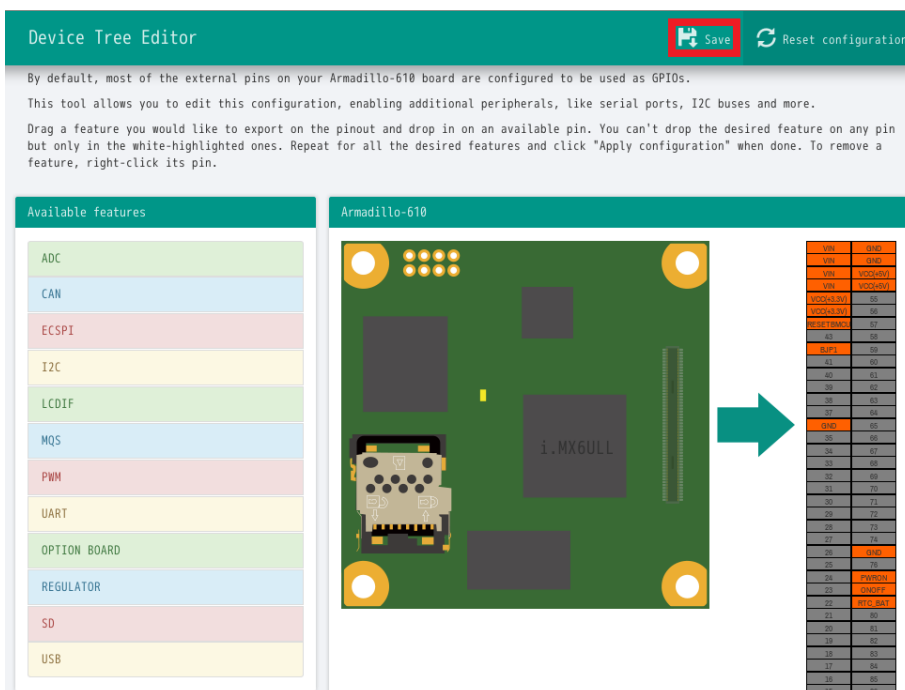 Device Tree Editor
Save
Reset configuration
By default, most of the external pins on your Armadillo-610 board are configured to be used as GPIOs.
This tool allows you to edit this configuration, enabling additional peripherals, like serial ports, I2C buses and more.
Drag a feature you would like to export on the pinout and drop in on an available pin. You can't drop the desired feature on any pin
but only in the white-highlighted ones. Repeat for all the desired features and click "Apply configuration" when done. To remove a
feature, right-click its pin.
Available features
Armadillo-610
ADC
CAN
ECSPI
I2C
LCDIF
MQS
PWM
UART
OPTION BOARD
REGULATOR
SD
USB
i.MX6ULL
VIN GND
VIN GND
VIN VCC(+5V)
VIN VCC(+5V)
VCC(+3.3V) 55
VCC(+3.3V) 56
RESETBMCU 57
43 58
BJP1 59
41 60
40 61
39 62
38 63
37 64
GND 65
35 66
34 67
33 68
32 69
31 70
30 71
29 72
28 73
27 74
26 GND
25 76
24 PWRON
23 ONOFF
22 RTC_BAT
21 80
20 81
19 82
18 83
17 84
16 85